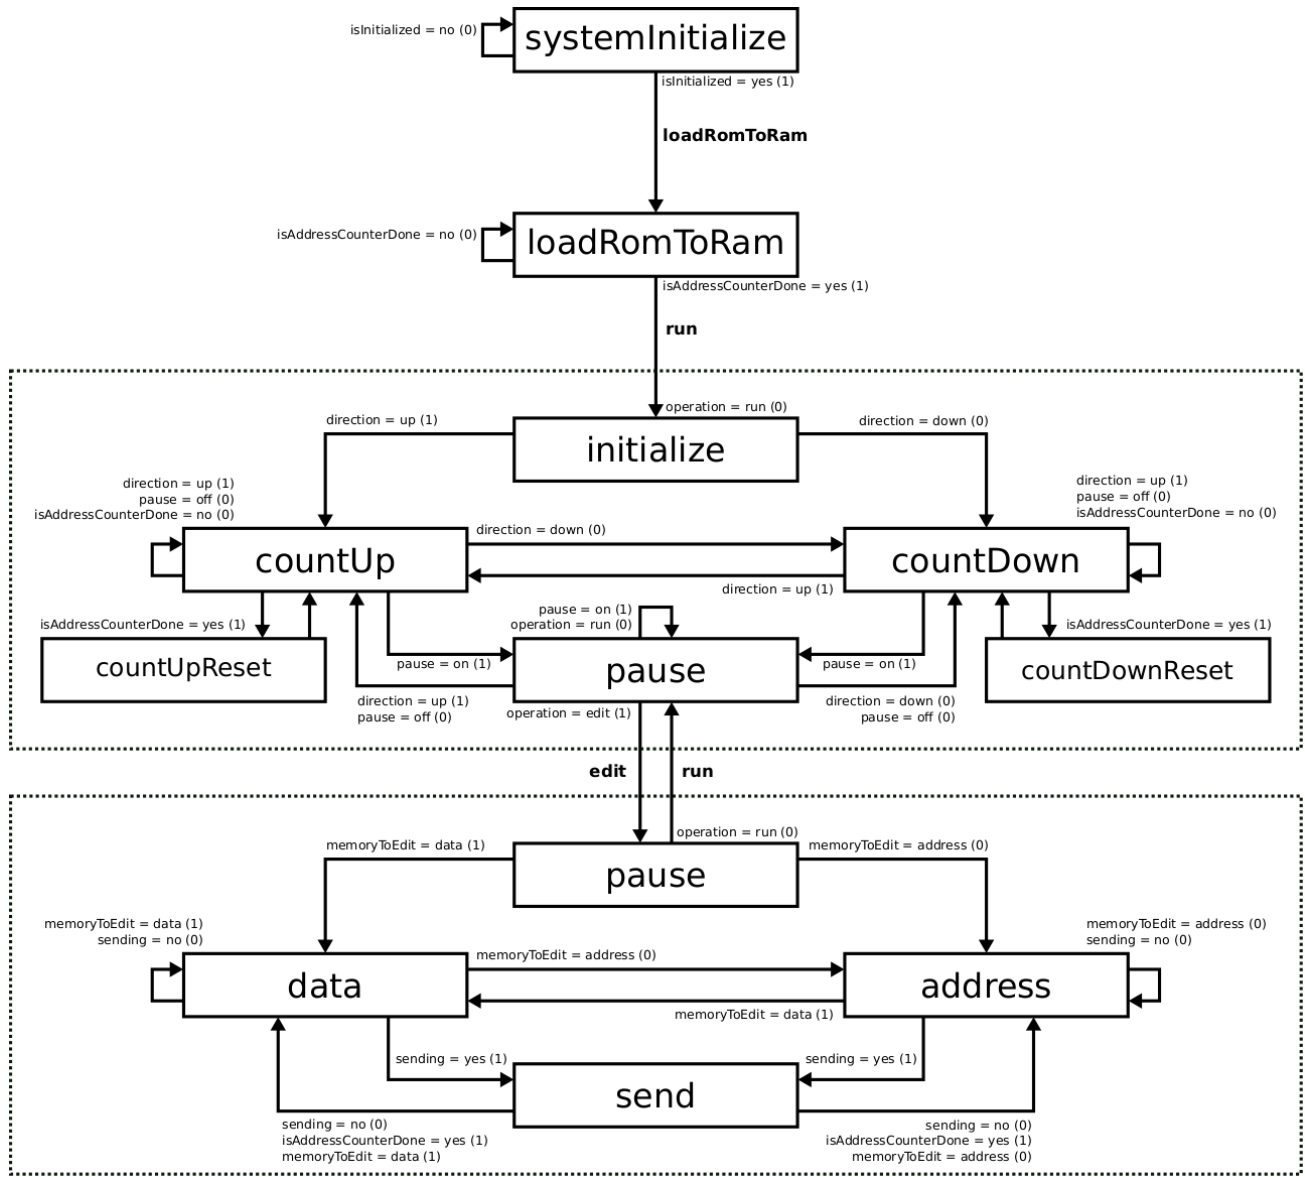 isInitialized = no (0)
systemInitialize
isInitialized = yes (1)
loadRomToRam
isAddressCounterDone = no (0)
loadRomToRam
isAddressCounterDone = yes (1)
run
operation = run (0)
direction = up (1)
direction = down (0)
initialize
direction = up (1)
pause = off (0)
isAddressCounterDone = no (0)
direction = up (1)
pause = off (0)
isAddressCounterDone = no (0)
direction = down (0)
countUp
countDown
direction = up (1)
isAddressCounterDone = yes (1)
pause = on (1)
operation = run (0)
isAddressCounterDone = yes (1)
countUpReset
pause = on (1)
pause
pause = on (1)
countDownReset
direction = up (1)
pause = off (0)
operation = edit (1)
direction = down (0)
pause = off (0)
edit
run
operation = run (0)
memoryToEdit = data (1)
memoryToEdit = address (0)
pause
memoryToEdit = data (1)
sending = no (0)
memoryToEdit = address (0)
sending = no (0)
memoryToEdit = address (0)
data
address
memoryToEdit = data (1)
sending = yes (1)
sending = yes (1)
send
sending = no (0)
isAddressCounterDone = yes (1)
memoryToEdit = data (1)
sending = no (0)
isAddressCounterDone = yes (1)
memoryToEdit = address (0)